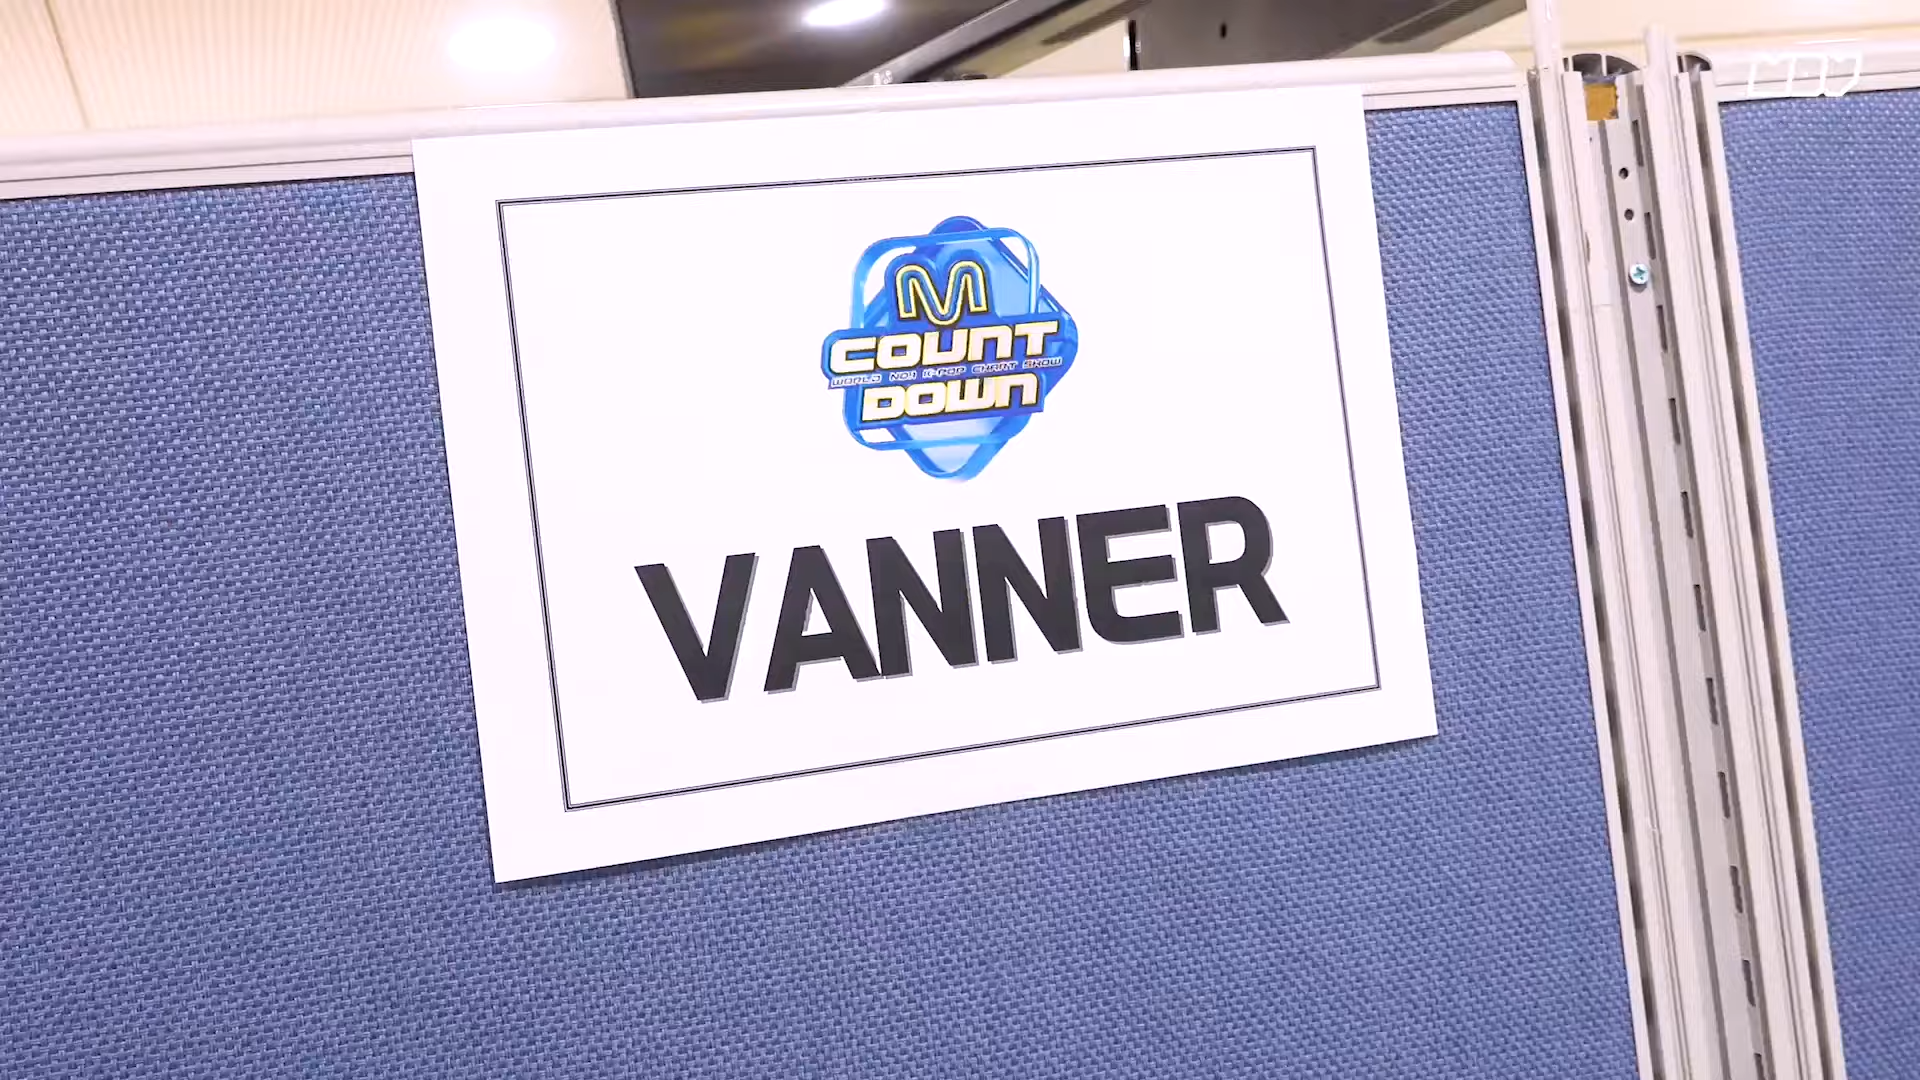 M
COUNT
WORLD NO.1 K-POP CHART SHOW
DOWN
VANNER